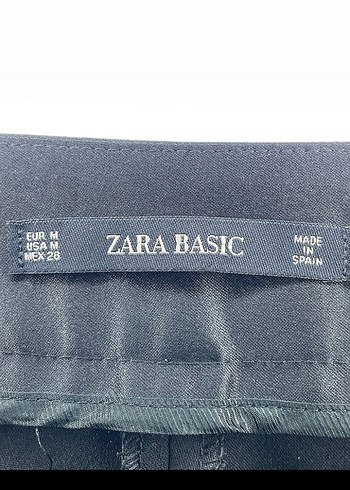 EUR M
USA M
MEX 28
ZARA BASIC
MADE
IN
SPAIN